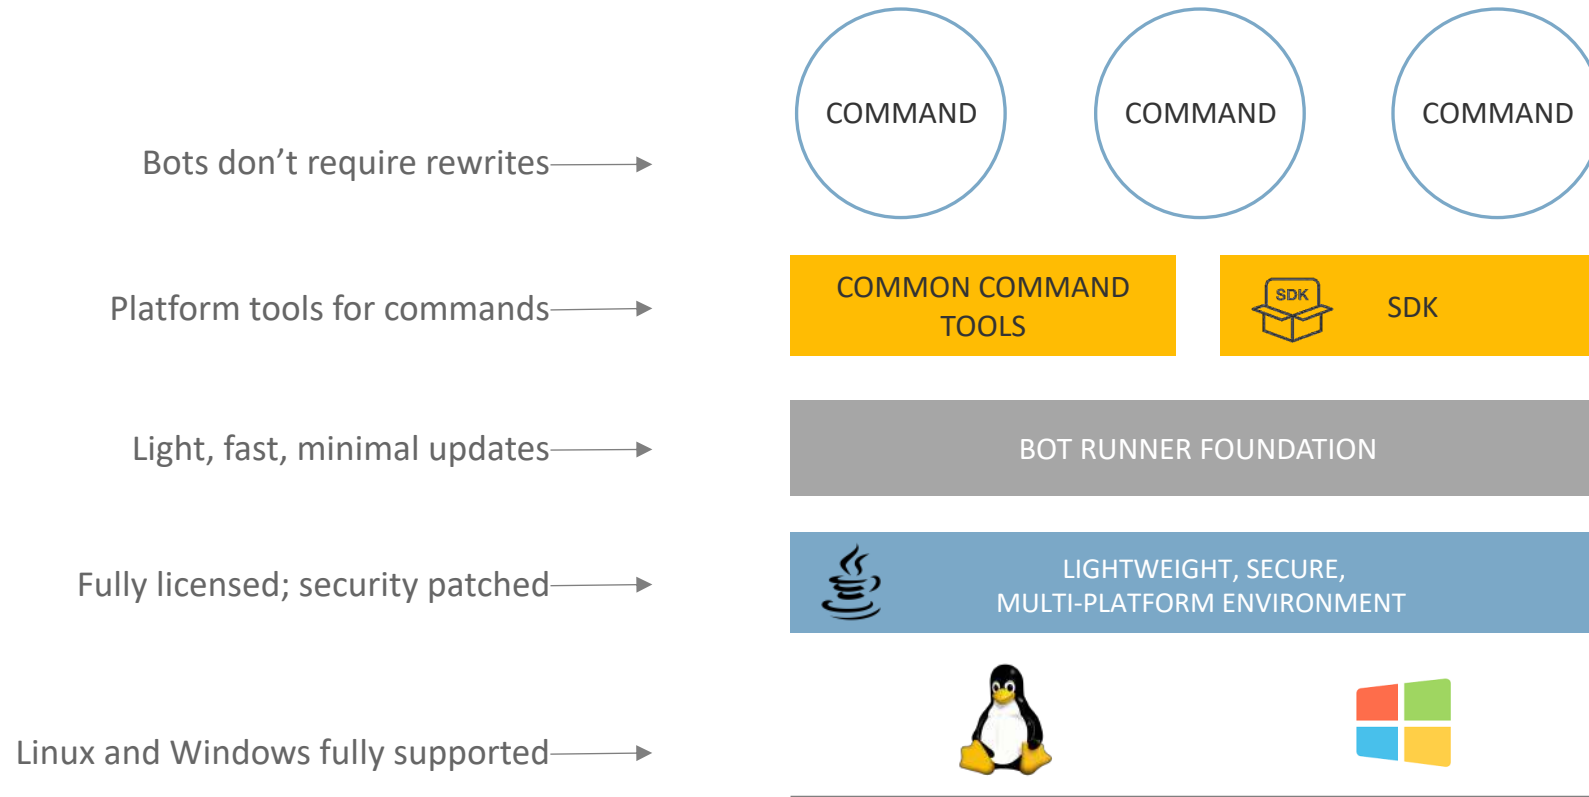 COMMAND COMMAND COMMAND
Bots don’t require rewrites
Platform tools for commands
COMMON COMMAND
TOOLS
SDK
SDK
Light, fast, minimal updates
BOT RUNNER FOUNDATION
Fully licensed; security patched
LIGHTWEIGHT, SECURE,
MULTI-PLATFORM ENVIRONMENT
Linux and Windows fully supported